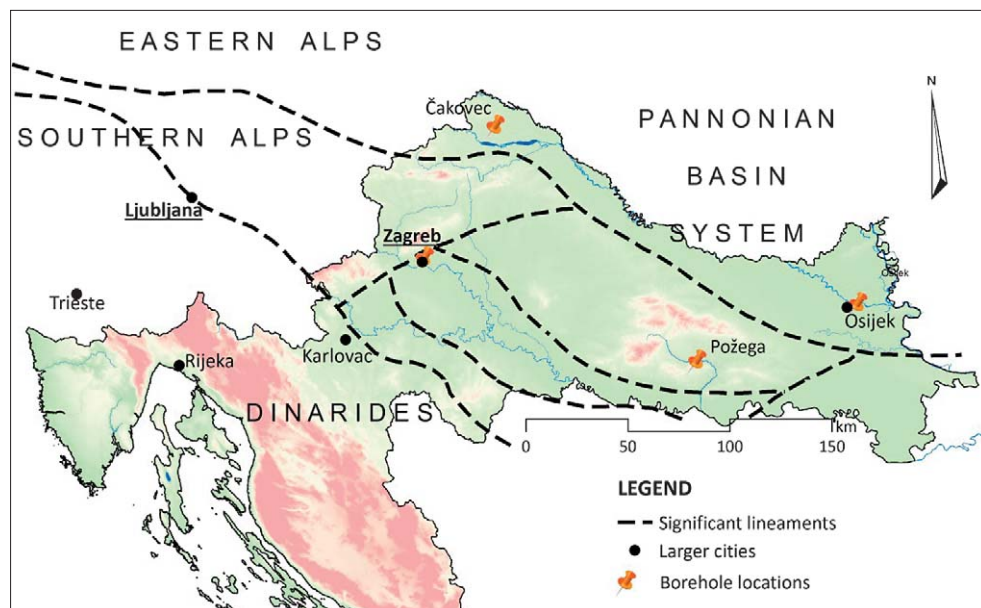 EASTERN ALPS
SOUTHERN ALPS
PANNONIAN
BASIN
SYSTEM
N
Čakovec
Ljubljana
Zagreb
Trieste
Rijeka
Karlovac
DINARIDES
Požega
Osijek
0 50 100 150
km
LEGEND
Significant lineaments
Larger cities
Borehole locations